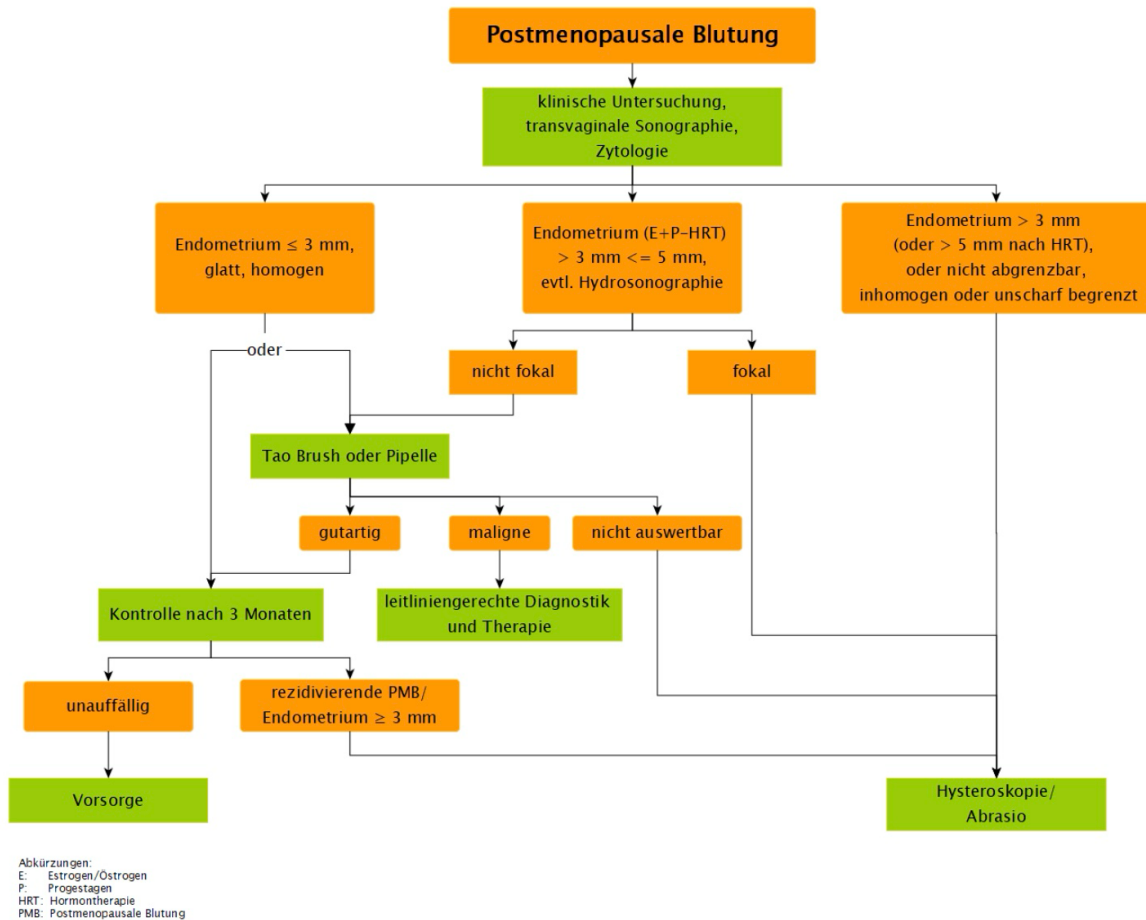 Postmenopausale Blutung
klinische Untersuchung,
transvaginale Sonographie,
Zytologie
Endometrium ≤ 3 mm,
glatt, homogen
Endometrium (E+P-HRT)
> 3 mm <= 5 mm,
evtl. Hydrosonographie
Endometrium > 3 mm
(oder > 5 mm nach HRT),
oder nicht abgrenzbar,
inhomogen oder unscharf begrenzt
oder
nicht fokal
fokal
Tao Brush oder Pipelle
gutartig
maligne
nicht auswertbar
Kontrolle nach 3 Monaten
leitliniengerechte Diagnostik
und Therapie
unauffällig
rezidivierende PMB/
Endometrium ≥ 3 mm
Vorsorge
Hysteroskopie/
Abrasio
Abkürzungen:
E: Estrogen/Östrogen
P: Progestagen
HRT: Hormontherapie
PMB: Postmenopausale Blutung